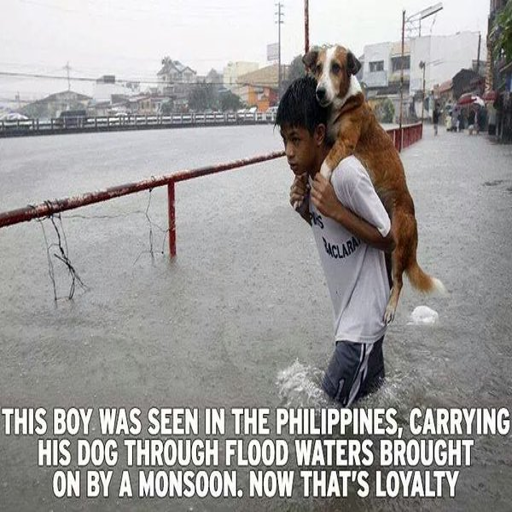 BACLARAN
THIS BOY WAS SEEN IN THE PHILIPPINES, CARRYING
HIS DOG THROUGH FLOOD WATERS BROUGHT
ON BY A MONSOON. NOW THAT'S LOYALTY